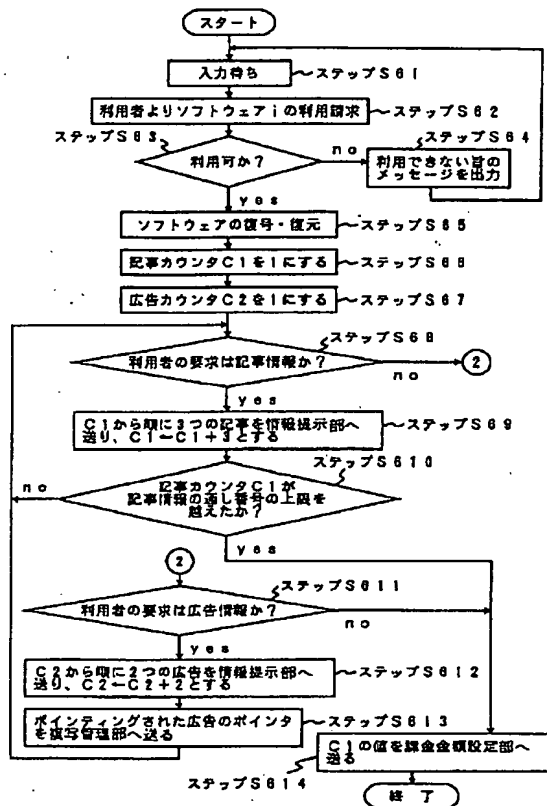 スタート
入力待ち
ステップS61
利用者よりソフトウェアiの利用請求
ステップS62
ステップS63
利用可か?
no
ステップS64
利用できない旨の
メッセージを出力
yes
ソフトウェアの復号・復元
ステップS65
記事カウンタC1を1にする
ステップS66
広告カウンタC2を1にする
ステップS67
ステップS68
利用者の要求は記事情報か?
no
2
yes
C1から順に3つの記事を情報提示部へ
送り、C1←C1+3とする
ステップS69
ステップS610
no
記事カウンタC1が
記事情報の通し番号の上限を
越えたか?
yes
2
ステップS611
利用者の要求は広告情報か?
no
yes
C2から順に2つの広告を情報提示部へ
送り、C2←C2+2とする
ステップS612
ポインティングされた広告のポインタ
を複写管理部へ送る
ステップS613
C1の値を課金金額設定部へ
送る
ステップS614
終了